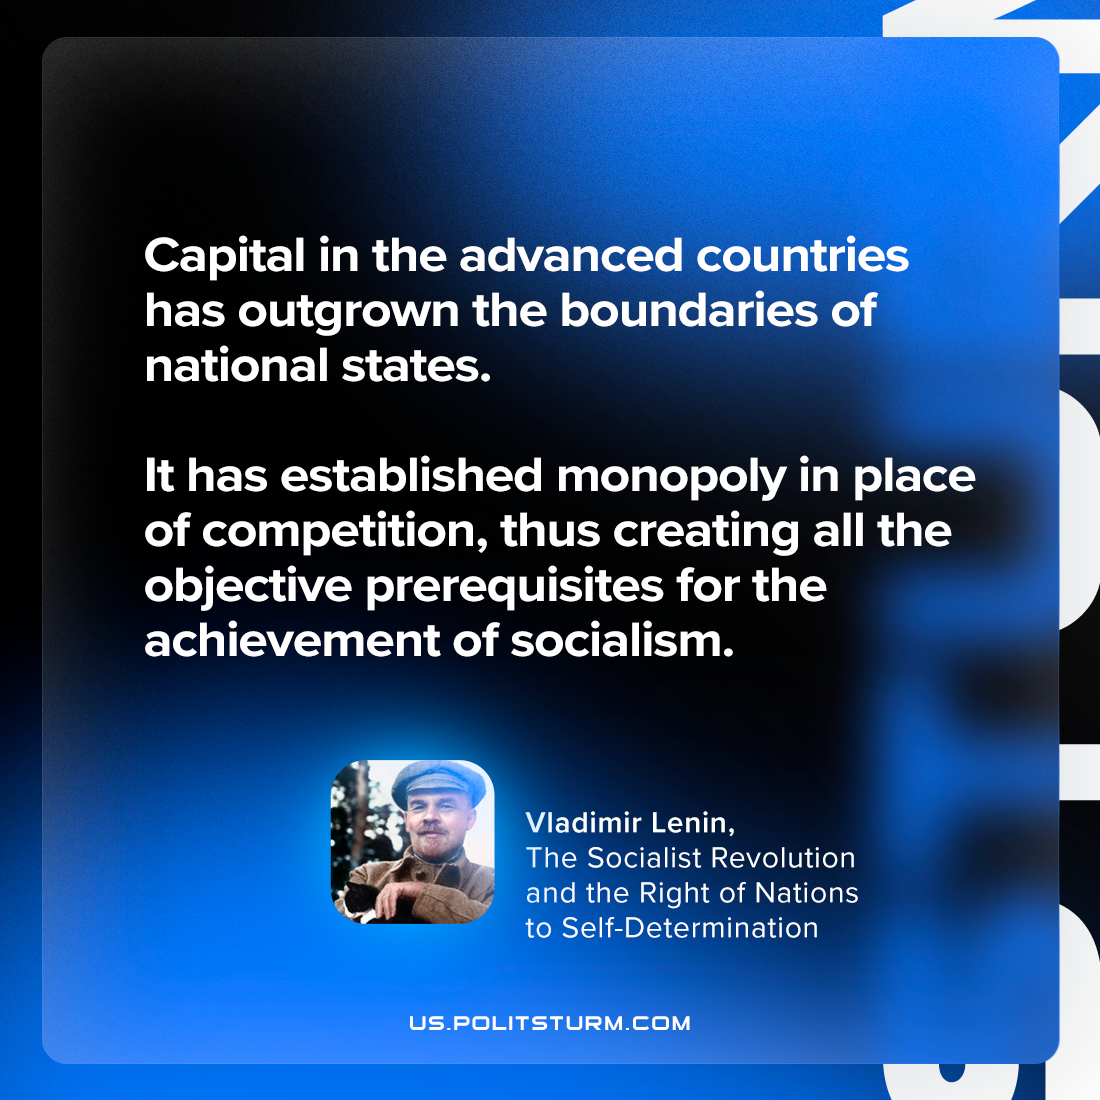 Capital in the advanced countries
has outgrown the boundaries of
national states.
It has established monopoly in place
of competition, thus creating all the
objective prerequisites for the
achievement of socialism.
Vladimir Lenin,
The Socialist Revolution
and the Right of Nations
to Self-Determination
US.POLITSTURM.COM